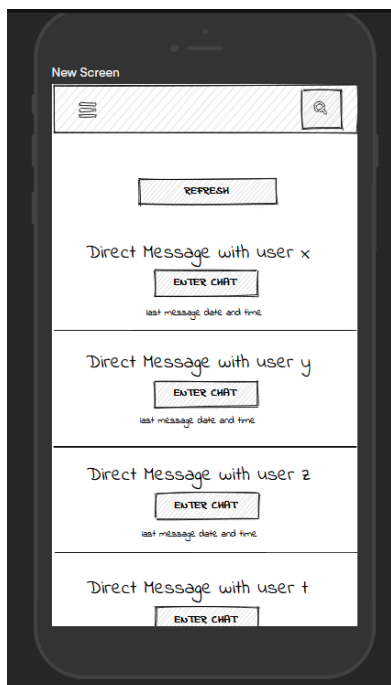 New Screen
REFRESH
Direct Message with user x
ENTER CHAT
last message date and time
Direct Message with user y
ENTER CHAT
last message date and time
Direct Message with user z
ENTER CHAT
last message date and time
Direct Message with user t
ENTER CHAT